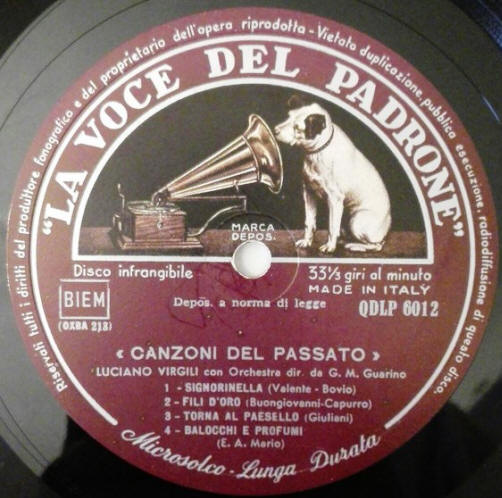 Riservati tutti i diritti del produttore fonografico e del proprietario dell'opera riprodotta - Vietata duplicazione, pubblica esecuzione, radiodiffusione di questo disco.
"LA VOCE DEL PADRONE"
MARCA
DEPOS.
Disco infrangibile
33⅓ giri al minuto
MADE IN ITALY
BIEM
Depos. a norma di legge
QDLP 6012
(OXBA 213)
« CANZONI DEL PASSATO »
LUCIANO VIRGILI con Orchestre dir. da G. M. Guarino
1 - SIGNORINELLA (Valente - Bovio)
2 - FILI D'ORO (Buongiovanni-Capurro)
3 - TORNA AL PAESELLO (Giuliani)
4 - BALOCCHI E PROFUMI
(E. A. Mario)
Microsolco - Lunga Durata